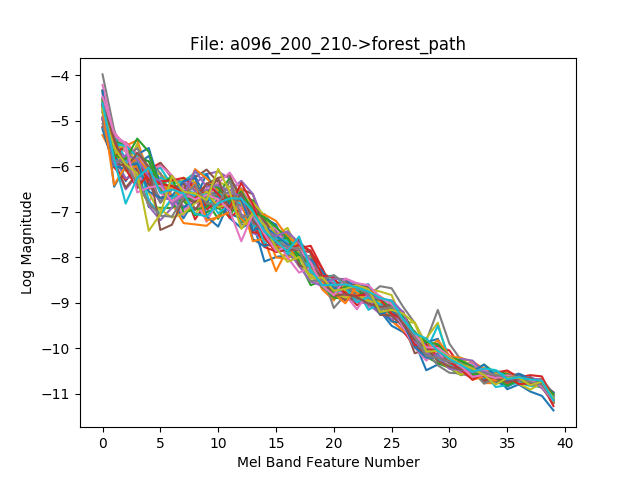 File: a096_200_210->forest_path
−4
−5
−6
−7
−8
−9
−10
−11
Log Magnitude
0 5 10 15 20 25 30 35 40
Mel Band Feature Number